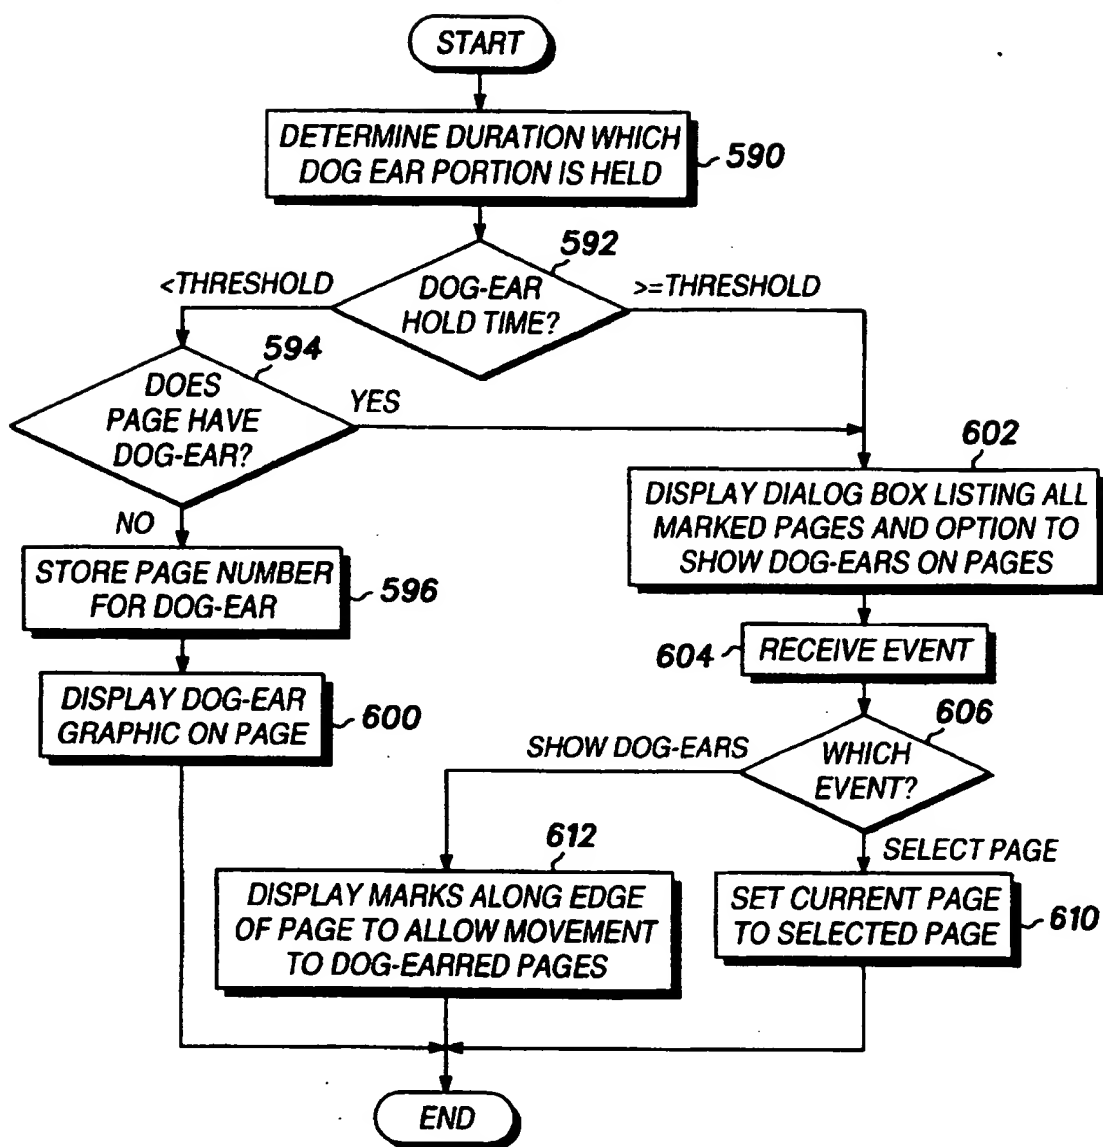 START
DETERMINE DURATION WHICH
DOG EAR PORTION IS HELD
590
592
<THRESHOLD
DOG-EAR
HOLD TIME?
>=THRESHOLD
594
DOES
PAGE HAVE
DOG-EAR?
YES
NO
602
DISPLAY DIALOG BOX LISTING ALL
MARKED PAGES AND OPTION TO
SHOW DOG-EARS ON PAGES
STORE PAGE NUMBER
FOR DOG-EAR
596
604
RECEIVE EVENT
DISPLAY DOG-EAR
GRAPHIC ON PAGE
600
606
SHOW DOG-EARS
WHICH
EVENT?
612
SELECT PAGE
DISPLAY MARKS ALONG EDGE
OF PAGE TO ALLOW MOVEMENT
TO DOG-EARRED PAGES
SET CURRENT PAGE
TO SELECTED PAGE
610
END